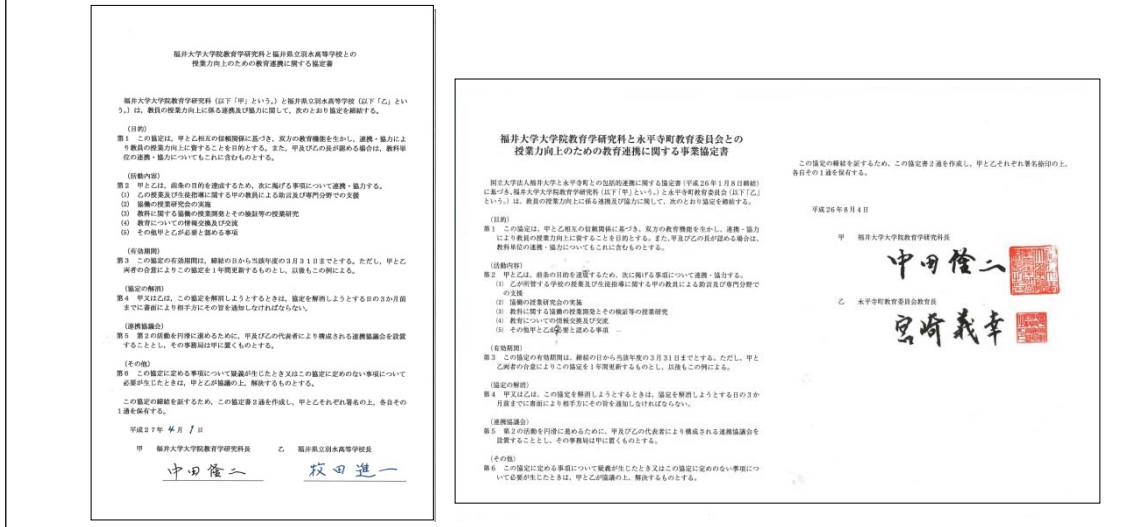 福井大学大学院教育学研究科と福井県立羽水高等学校との
授業力向上のための教育連携に関する協定書
福井大学大学院教育学研究科（以下「甲」という。）と福井県立羽水高等学校（以下「乙」とい
う。）は、教員の授業力向上に係る連携及び協力に関して、次のとおり協定を締結する。
（目的）
第１　この協定は、甲と乙相互の信頼関係に基づき、双方の教育機能を生かし、連携・協力によ
り教員の授業力向上に資することを目的とする。また、甲及び乙の長が認める場合は、教科単
位の連携・協力についてもこれに含むものとする。
（活動内容）
第２　甲と乙は、前条の目的を達成するため、次に掲げる事項について連携・協力する。
(1)　乙の授業及び生徒指導に関する甲の教員による助言及び専門分野での支援
(2)　協働の授業研究会の実施
(3)　教科に関する協働の授業開発とその検証等の授業研究
(4)　教育についての情報交換及び交流
(5)　その他甲と乙が必要と認める事項
（有効期間）
第３　この協定の有効期間は、締結の日から当該年度の３月３１日までとする。ただし、甲と乙
両者の合意によりこの協定を１年間更新するものとし、以後もこの例による。
（協定の解消）
第４　甲又は乙は、この協定を解消しようとするときは、協定を解消しようとする日の３か月前
までに書面により相手方にその旨を通知しなければならない。
（連携協議会）
第５　第２の活動を円滑に進めるために、甲及び乙の代表者により構成される連携協議会を設置
することとし、その事務局は甲に置くものとする。
（その他）
第６　この協定に定める事項について疑義が生じたとき又はこの協定に定めのない事項について
必要が生じたときは、甲と乙が協議の上、解決するものとする。
この協定の締結を証するため、この協定書２通を作成し、甲と乙それぞれ署名の上、各自その
１通を保有する。
平成２７年 4月 1日
甲　福井大学大学院教育学研究科長　乙　福井県立羽水高等学校長
中田隆二　牧田進一
福井大学大学院教育学研究科と永平寺町教育委員会との
授業力向上のための教育連携に関する事業協定書
国立大学法人福井大学と永平寺町との包括的連携に関する協定書（平成２６年１月８日締結）
に基づき、福井大学大学院教育学研究科（以下「甲」という。）と永平寺町教育委員会（以下「乙」
という。）は、教員の授業力向上に係る連携及び協力に関して、次のとおり協定を締結する。
（目的）
第１　この協定は、甲と乙相互の信頼関係に基づき、双方の教育機能を生かし、連携・協力
により教員の授業力向上に資することを目的とする。また、甲及び乙の長が認める場合は、
教科単位の連携・協力についてもこれに含むものとする。
（活動内容）
第２　甲と乙は、前条の目的を達成するため、次に掲げる事項について連携・協力する。
(1)　乙が所管する学校の授業及び生徒指導に関する甲の教員による助言及び専門分野で
の支援
(2)　協働の授業研究会の実施
(3)　教科に関する協働の授業開発とその検証等の授業研究
(4)　教育についての情報交換及び交流
(5)　その他甲と乙が必要と認める事項
（有効期間）
第３　この協定の有効期間は、締結の日から当該年度の３月３１日までとする。ただし、甲と
乙両者の合意によりこの協定を１年間更新するものとし、以後もこの例による。
（協定の解消）
第４　甲又は乙は、この協定を解消しようとするときは、協定を解消しようとする日の３か
月前までに書面により相手方にその旨を通知しなければならない。
（連携協議会）
第５　第２の活動を円滑に進めるために、甲及び乙の代表者により構成される連携協議会を
設置することとし、その事務局は甲に置くものとする。
（その他）
第６　この協定に定める事項について疑義が生じたとき又はこの協定に定めのない事項につ
いて必要が生じたときは、甲と乙が協議の上、解決するものとする。
この協定の締結を証するため、この協定書２通を作成し、甲と乙それぞれ署名捺印の上、
各自その１通を保有する。
平成２６年８月４日
甲　福井大学大学院教育学研究科長
中田隆二
乙　永平寺町教育委員会教育長
宮崎義幸